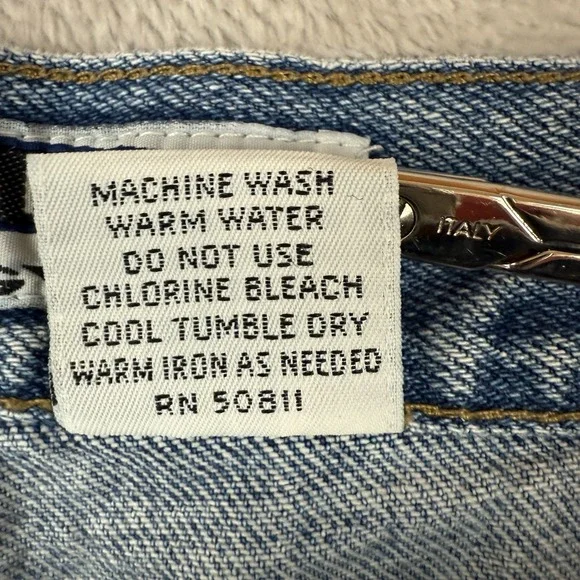 MACHINE WASH
WARM WATER
DO NOT USE
CHLORINE BLEACH
COOL TUMBLE DRY
WARM IRON AS NEEDED
RN 50811
ITALY